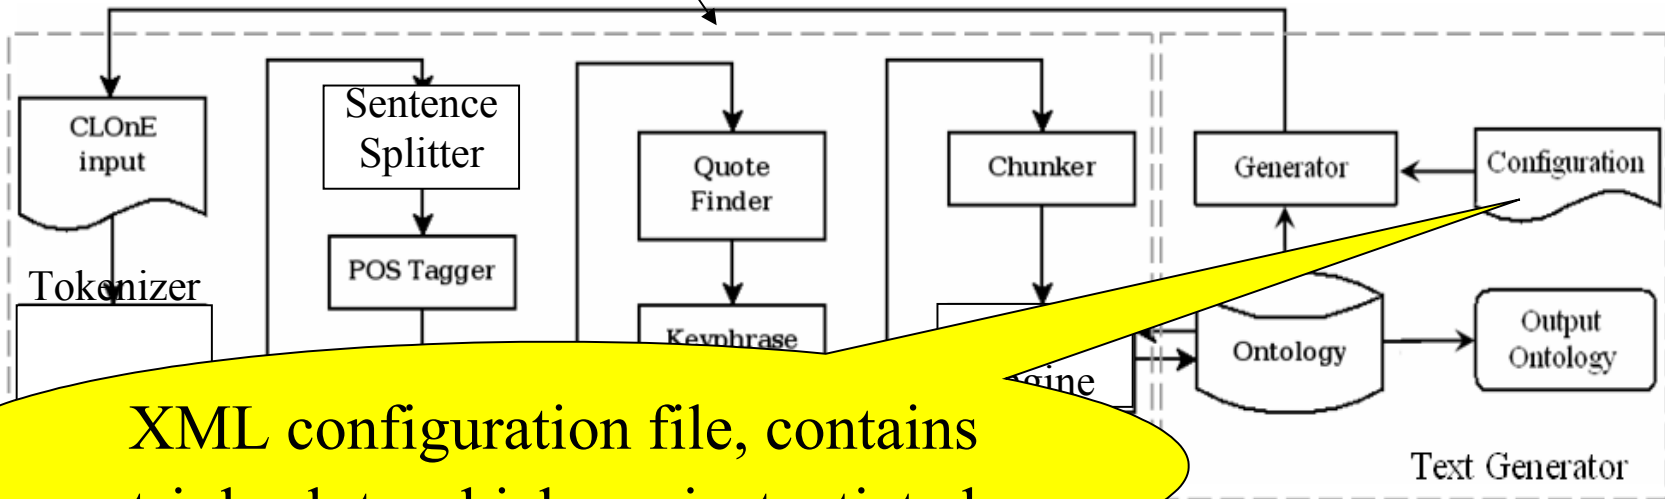 CLOnE
input
Tokenizer
Sentence
Splitter
POS Tagger
Quote
Finder
Keyphrase
Chunker
Generator
Configuration
Ontology
Output
Ontology
Text Generator
XML configuration file, contains